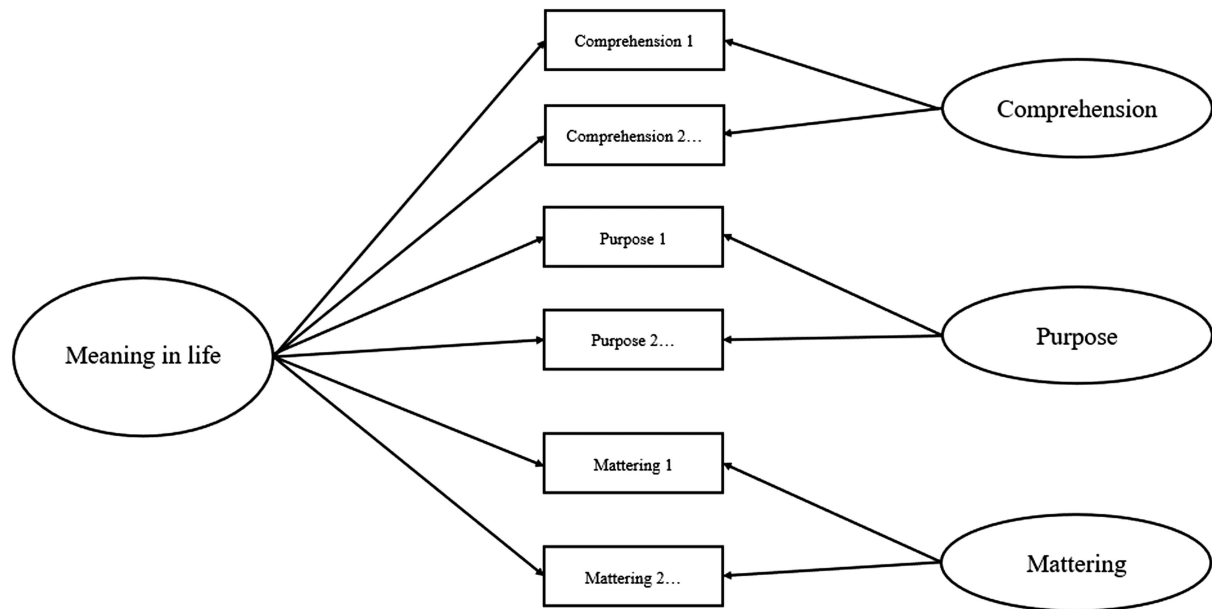 Comprehension 1
Comprehension
Comprehension 2...
Purpose 1
Meaning in life
Purpose 2...
Purpose
Mattering 1
Mattering 2...
Mattering